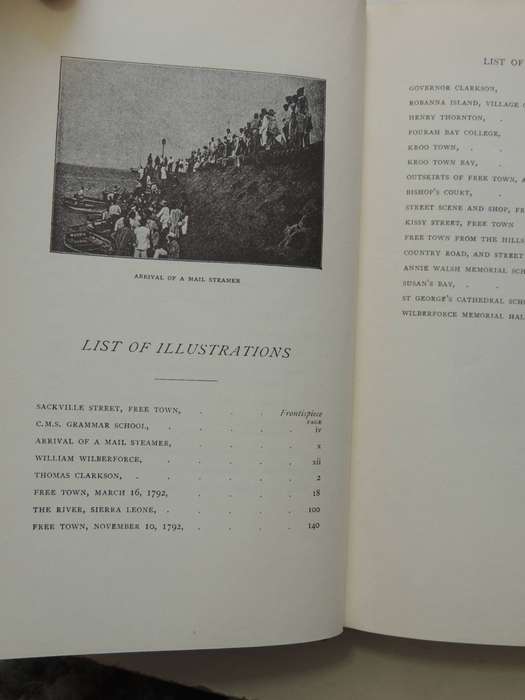 ARRIVAL OF A MAIL STEAMER
LIST OF ILLUSTRATIONS
SACKVILLE STREET, FREE TOWN, . . . Frontispiece
PAGE
C.M.S. GRAMMAR SCHOOL, . . . . . iv
ARRIVAL OF A MAIL STEAMER, . . . . x
WILLIAM WILBERFORCE, . . . . . xii
THOMAS CLARKSON, . . . . . . 2
FREE TOWN, MARCH 16, 1792, . . . . 18
THE RIVER, SIERRA LEONE, . . . . . 100
FREE TOWN, NOVEMBER 10, 1792, . . . . 140
LIST OF
GOVERNOR CLARKSON,
ROBANNA ISLAND, VILLAGE
HENRY THORNTON, .
FOURAH BAY COLLEGE,
KROO TOWN, . .
KROO TOWN BAY, .
OUTSKIRTS OF FREE TOWN,
BISHOP'S COURT, .
STREET SCENE AND SHOP,
KISSY STREET, FREE TOWN
FREE TOWN FROM THE HILLS
COUNTRY ROAD, AND STREET
ANNIE WALSH MEMORIAL
SUSAN'S BAY, . .
ST GEORGE'S CATHEDRAL
WILBERFORCE MEMORIAL